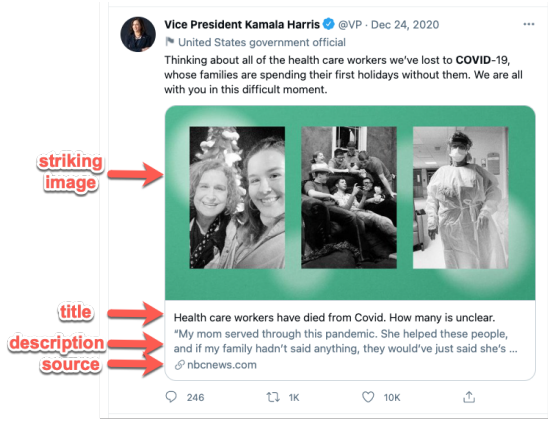 Vice President Kamala Harris @VP · Dec 24, 2020
United States government official
Thinking about all of the health care workers we've lost to COVID-19,
whose families are spending their first holidays without them. We are all
with you in this difficult moment.
striking
image
title
Health care workers have died from Covid. How many is unclear.
description
"My mom served through this pandemic. She helped these people,
and if my family hadn't said anything, they would've just said she's ...
source
nbcnews.com
246 1K 10K